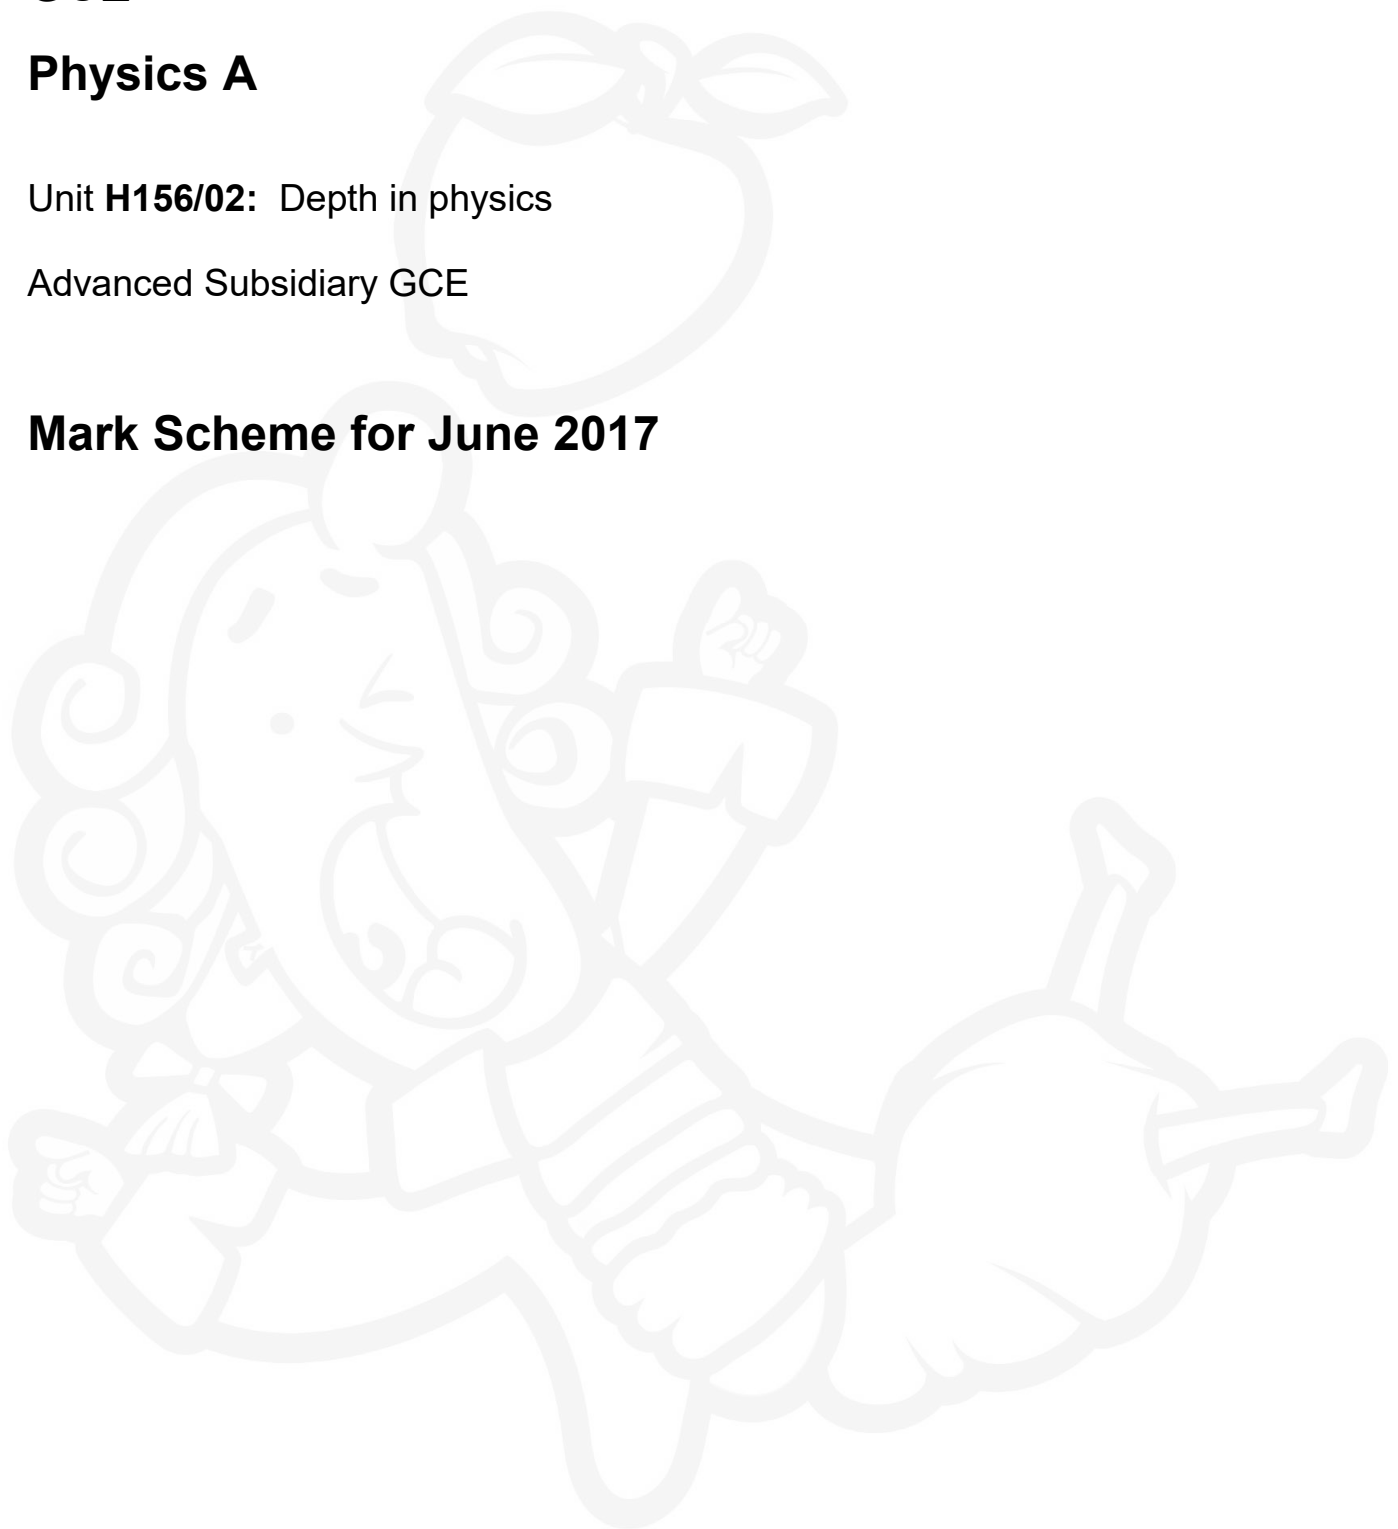 Physics A
Unit H156/02: Depth in physics
Advanced Subsidiary GCE
Mark Scheme for June 2017